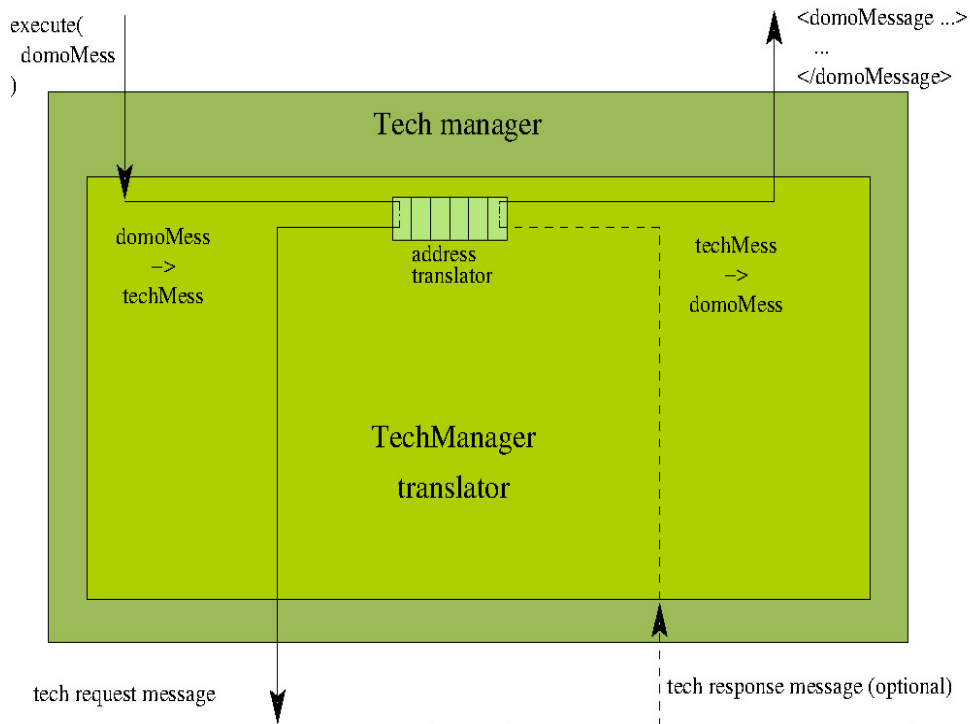 execute(
domoMess
)
<domoMessage ...>
...
</domoMessage>
Tech manager
domoMess
–>
techMess
address
translator
techMess
–>
domoMess
TechManager
translator
tech request message
tech response message (optional)